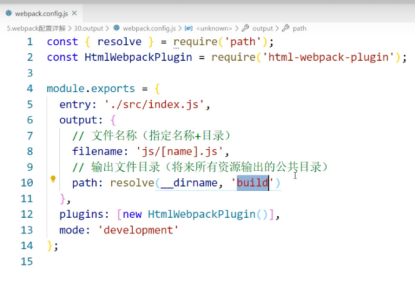 webpack.config.js ×
5.webpack配置详解 > 30.output > webpack.config.js > <unknown> > output > path
1 const { resolve } = require('path');
2 const HtmlWebpackPlugin = require('html-webpack-plugin');
3
4 module.exports = {
5 entry: './src/index.js',
6 output: {
7 // 文件名称（指定名称+目录）
8 filename: 'js/[name].js',
9 // 输出文件目录（将来所有资源输出的公共目录）
10 path: resolve(__dirname, 'build')
11 },
12 plugins: [new HtmlWebpackPlugin()],
13 mode: 'development'
14 };
15